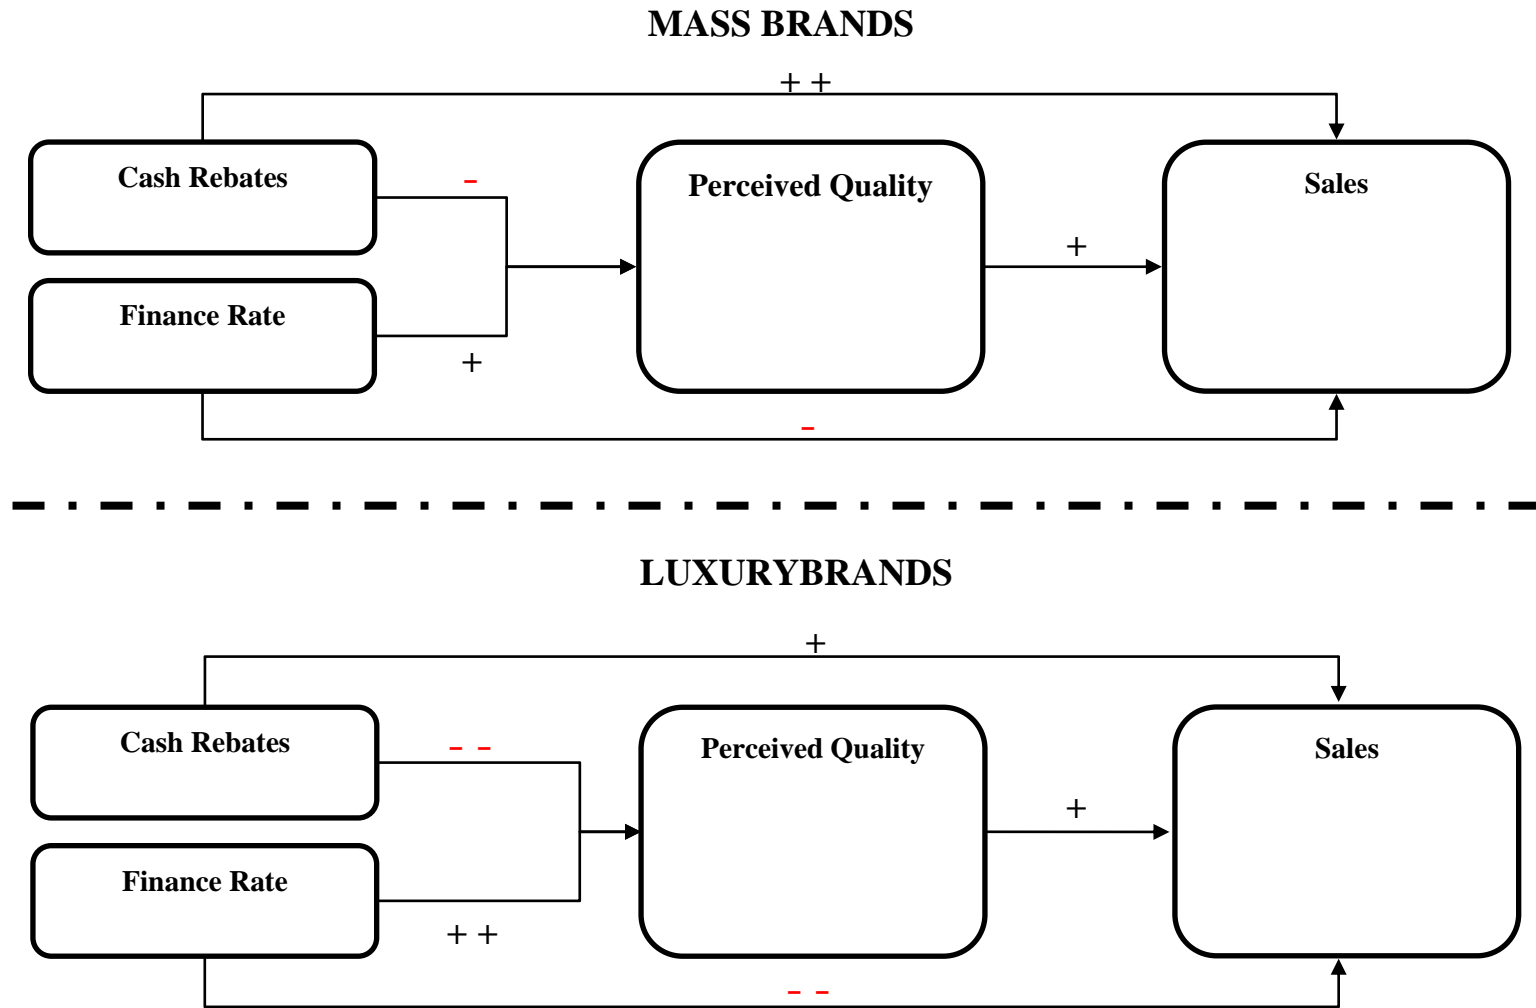 MASS BRANDS
+ +
Cash Rebates
-
Perceived Quality
Sales
+
Finance Rate
+
-
LUXURYBRANDS
+
Cash Rebates
- -
Perceived Quality
Sales
+
Finance Rate
+ +
- -